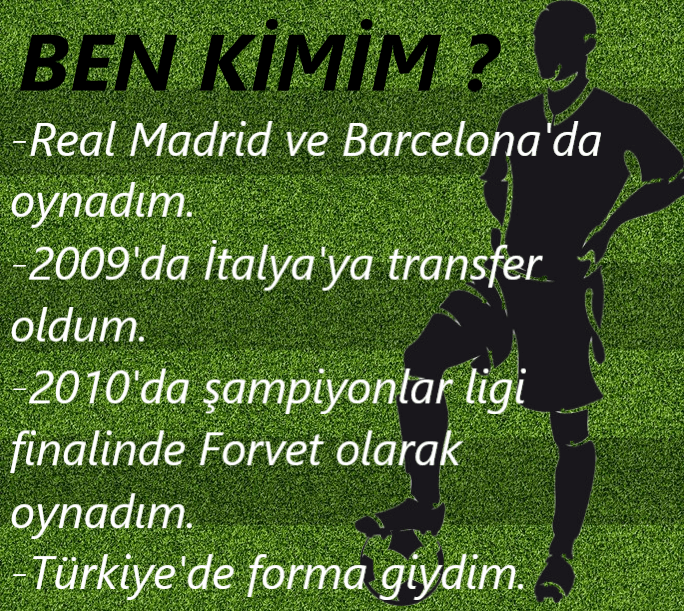 BEN KİMİM ?
-Real Madrid ve Barcelona'da
oynadım.
-2009'da İtalya'ya transfer
oldum.
-2010'da şampiyonlar ligi
finalinde Forvet olarak
oynadım.
-Türkiye'de forma giydim.